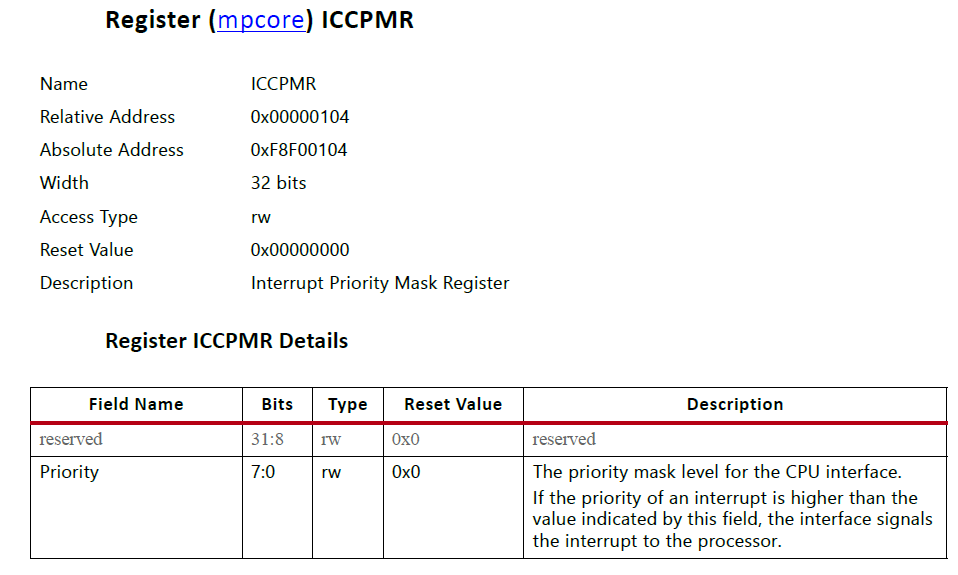 Register (mpcore) ICCPMR
Name ICCPMR
Relative Address 0x00000104
Absolute Address 0xF8F00104
Width 32 bits
Access Type rw
Reset Value 0x00000000
Description Interrupt Priority Mask Register
Register ICCPMR Details
Field Name Bits Type Reset Value Description
reserved 31:8 rw 0x0 reserved
Priority 7:0 rw 0x0 The priority mask level for the CPU interface.
If the priority of an interrupt is higher than the
value indicated by this field, the interface signals
the interrupt to the processor.